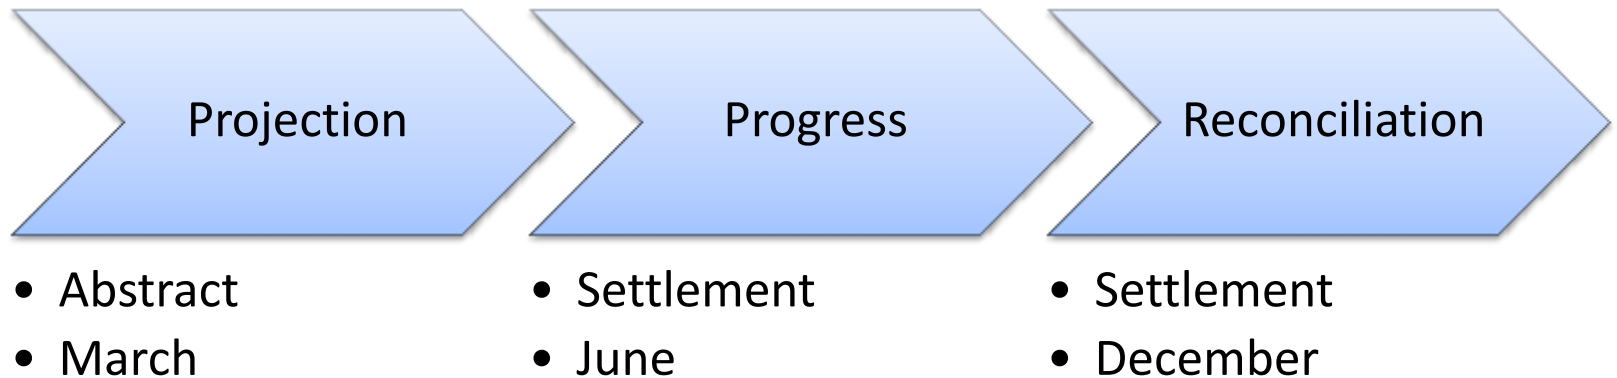 Projection
• Abstract
• March
Progress
• Settlement
• June
Reconciliation
• Settlement
• December